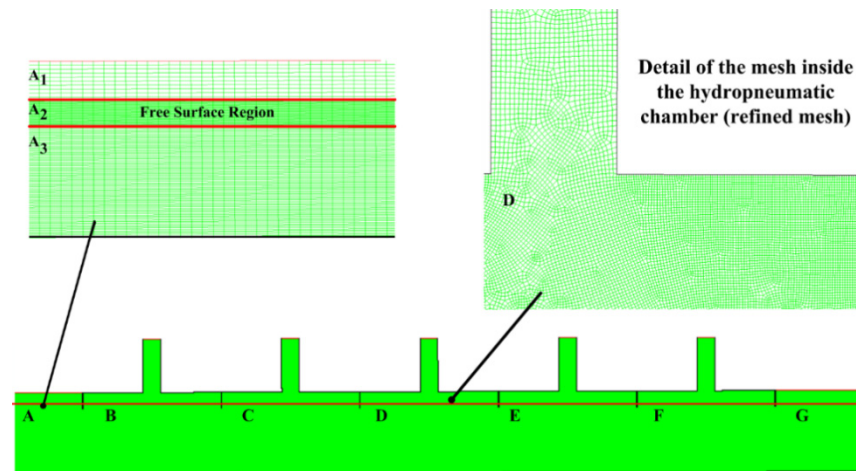 A1
A2
Free Surface Region
A3
Detail of the mesh inside
the hydropneumatic
chamber (refined mesh)
D
A
B
C
D
E
F
G